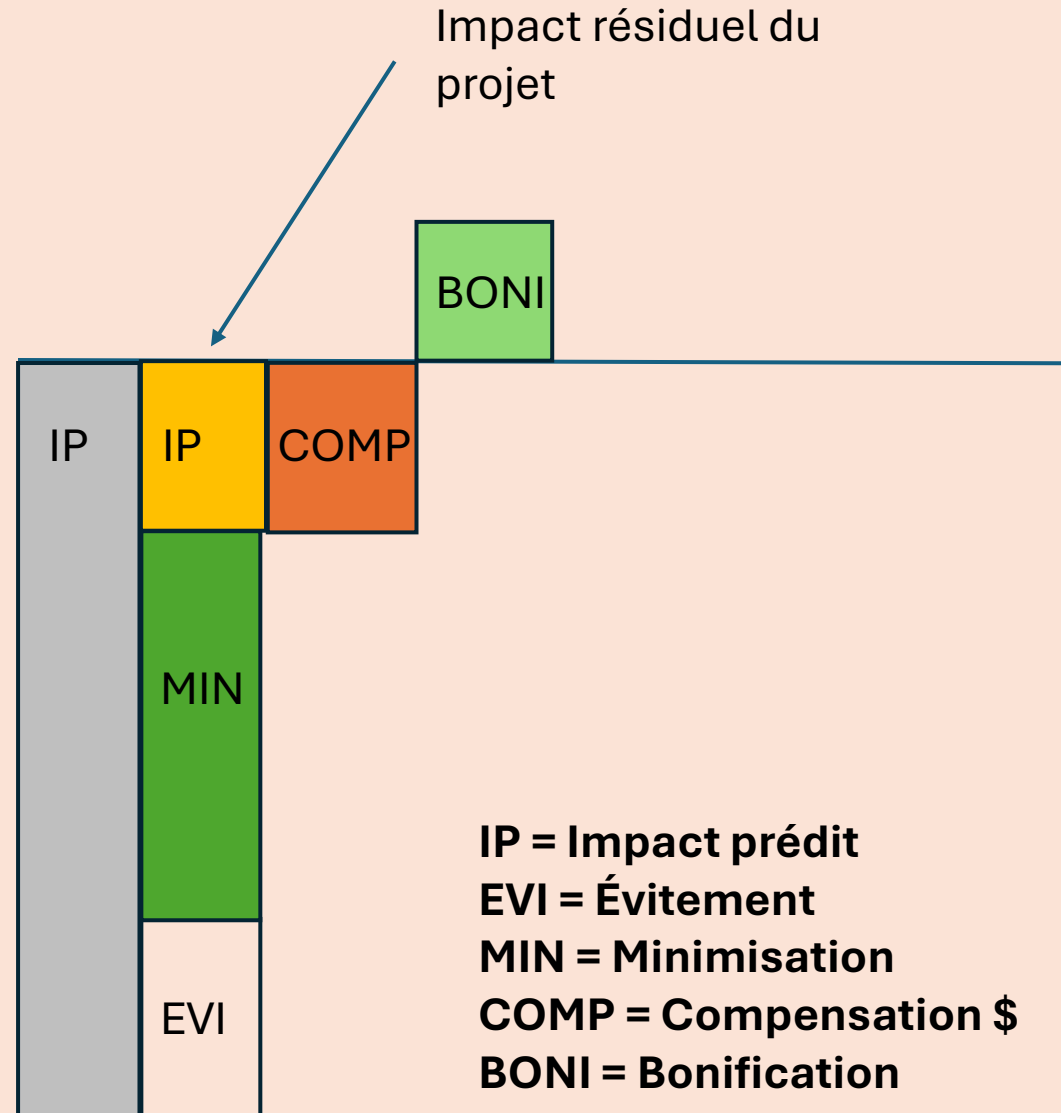 Impact résiduel du
projet
BONI
IP
IP
COMP
MIN
EVI
IP = Impact prédit
EVI = Évitement
MIN = Minimisation
COMP = Compensation $
BONI = Bonification